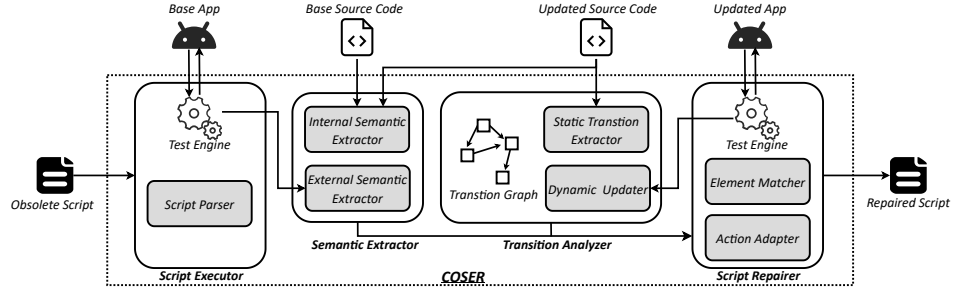 Base App
Base Source Code
Updated Source Code
Updated App
Test Engine
Internal Semantic
Extractor
Static Transtion
Extractor
Test Engine
Obsolete Script
Script Parser
External Semantic
Extractor
Transtion Graph
Dynamic Updater
Element Matcher
Repaired Script
Action Adapter
Script Executor
Semantic Extractor
Transition Analyzer
Script Repairer
COSER